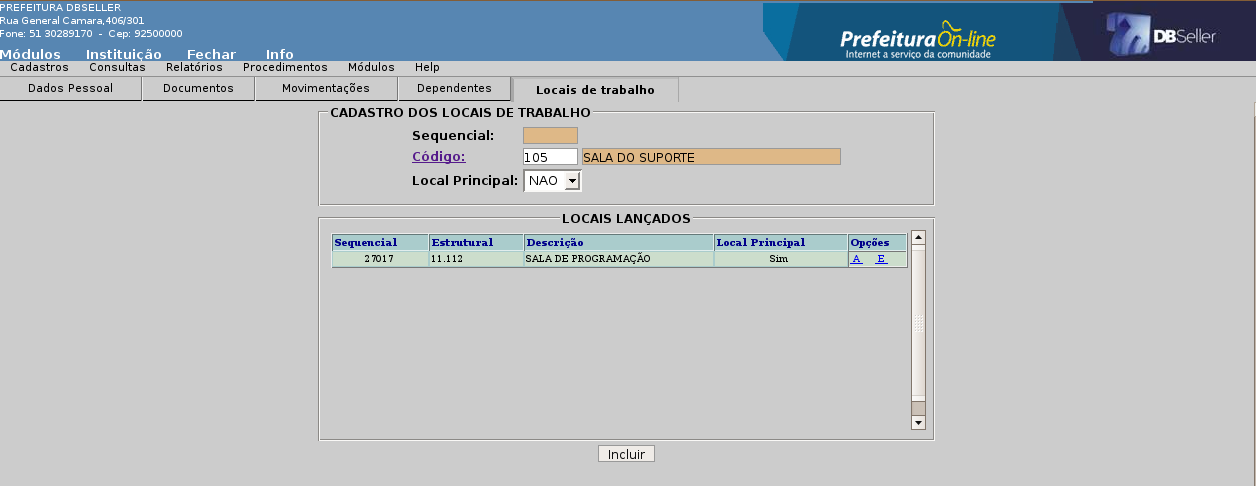 PREFEITURA DBSELLER
Rua General Camara,406/301
Fone: 51 30289170 - Cep: 92500000
Prefeitura On-line
Internet a serviço da comunidade
DBSeller
Módulos Instituição Fechar Info
Cadastros Consultas Relatórios Procedimentos Módulos Help
Dados Pessoal Documentos Movimentações Dependentes Locais de trabalho
CADASTRO DOS LOCAIS DE TRABALHO
Sequencial:
Código: 105 SALA DO SUPORTE
Local Principal: NAO
LOCAIS LANÇADOS
Sequencial Estrutural Descrição Local Principal Opções
27017 11.112 SALA DE PROGRAMAÇÃO Sim A E
Incluir